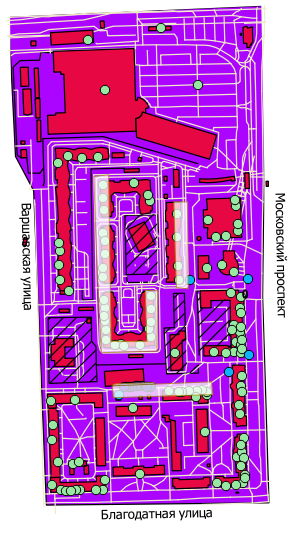 Московский проспект
Варшавская улица
Благодатная улица